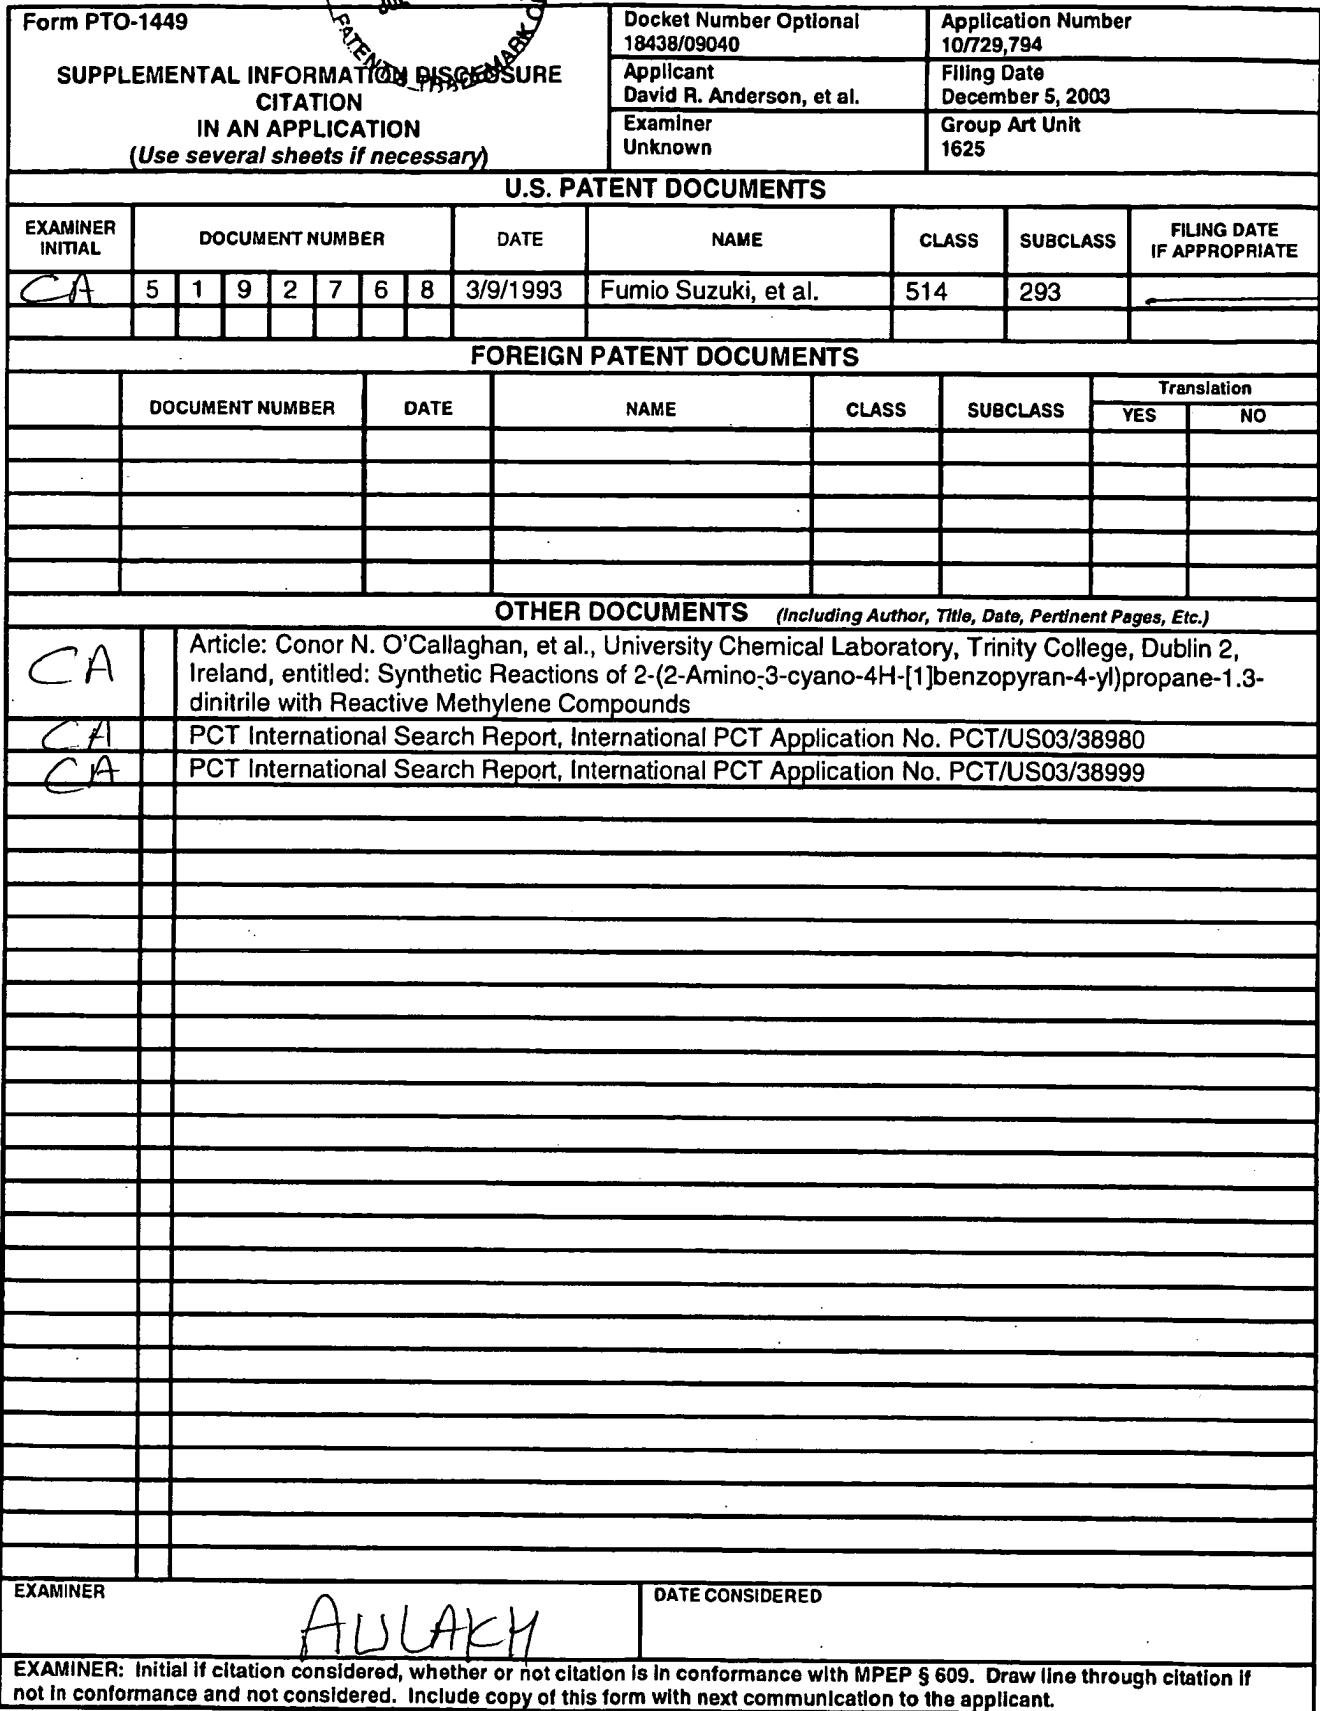 Form PTO-1449
SUPPLEMENTAL INFORMATION DISCLOSURE
CITATION
IN AN APPLICATION
(Use several sheets if necessary)
PATENT & TRADEMARK
Docket Number Optional
18438/09040
Application Number
10/729,794
Applicant
David R. Anderson, et al.
Filing Date
December 5, 2003
Examiner
Unknown
Group Art Unit
1625
U.S. PATENT DOCUMENTS
EXAMINER INITIAL DOCUMENT NUMBER DATE NAME CLASS SUBCLASS FILING DATE IF APPROPRIATE
CA 5 1 9 2 7 6 8 3/9/1993 Fumio Suzuki, et al. 514 293
FOREIGN PATENT DOCUMENTS
DOCUMENT NUMBER DATE NAME CLASS SUBCLASS Translation YES NO
OTHER DOCUMENTS (Including Author, Title, Date, Pertinent Pages, Etc.)
CA Article: Conor N. O'Callaghan, et al., University Chemical Laboratory, Trinity College, Dublin 2,
Ireland, entitled: Synthetic Reactions of 2-(2-Amino-3-cyano-4H-[1]benzopyran-4-yl)propane-1.3-
dinitrile with Reactive Methylene Compounds
CA PCT International Search Report, International PCT Application No. PCT/US03/38980
CA PCT International Search Report, International PCT Application No. PCT/US03/38999
EXAMINER
AULAKH
DATE CONSIDERED
EXAMINER: Initial if citation considered, whether or not citation is in conformance with MPEP § 609. Draw line through citation if
not in conformance and not considered. Include copy of this form with next communication to the applicant.